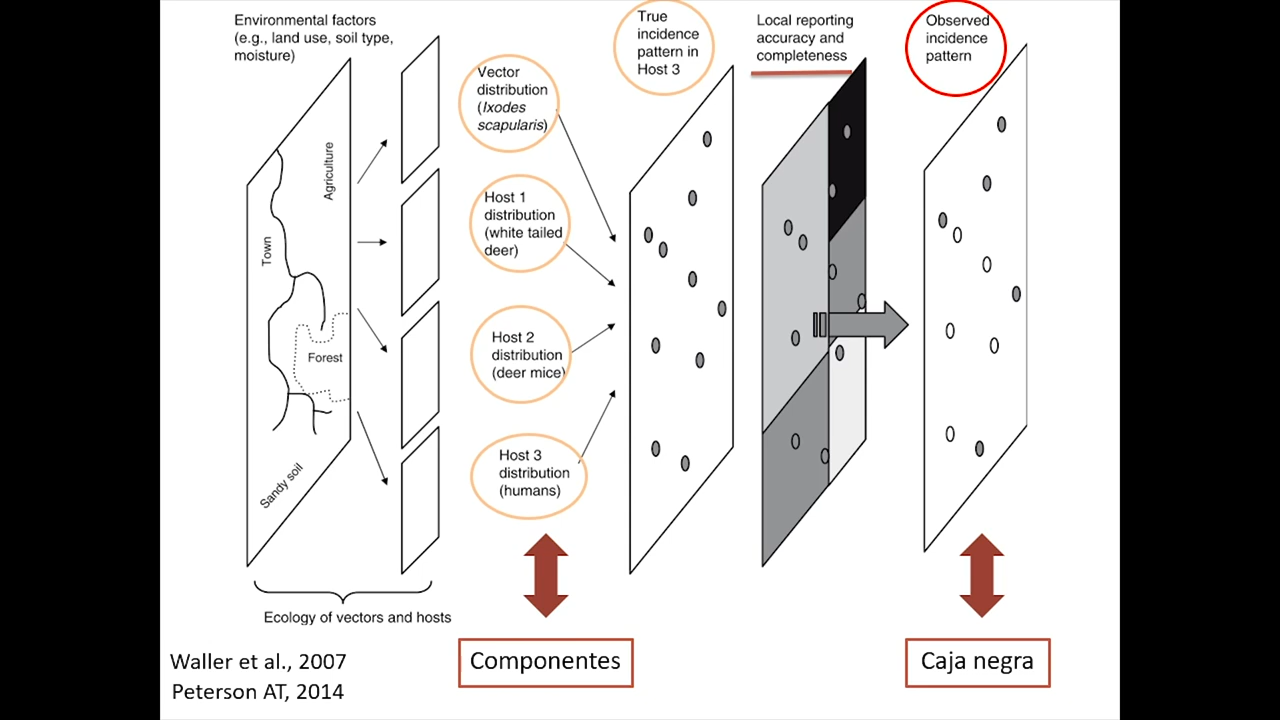 Environmental factors
(e.g., land use, soil type,
moisture)
Agriculture
Town
Forest
Sandy soil
Ecology of vectors and hosts
Vector
distribution
(Ixodes
scapularis)
Host 1
distribution
(white tailed
deer)
Host 2
distribution
(deer mice)
Host 3
distribution
(humans)
True
incidence
pattern in
Host 3
Local reporting
accuracy and
completeness
Observed
incidence
pattern
Componentes
Caja negra
Waller et al., 2007
Peterson AT, 2014